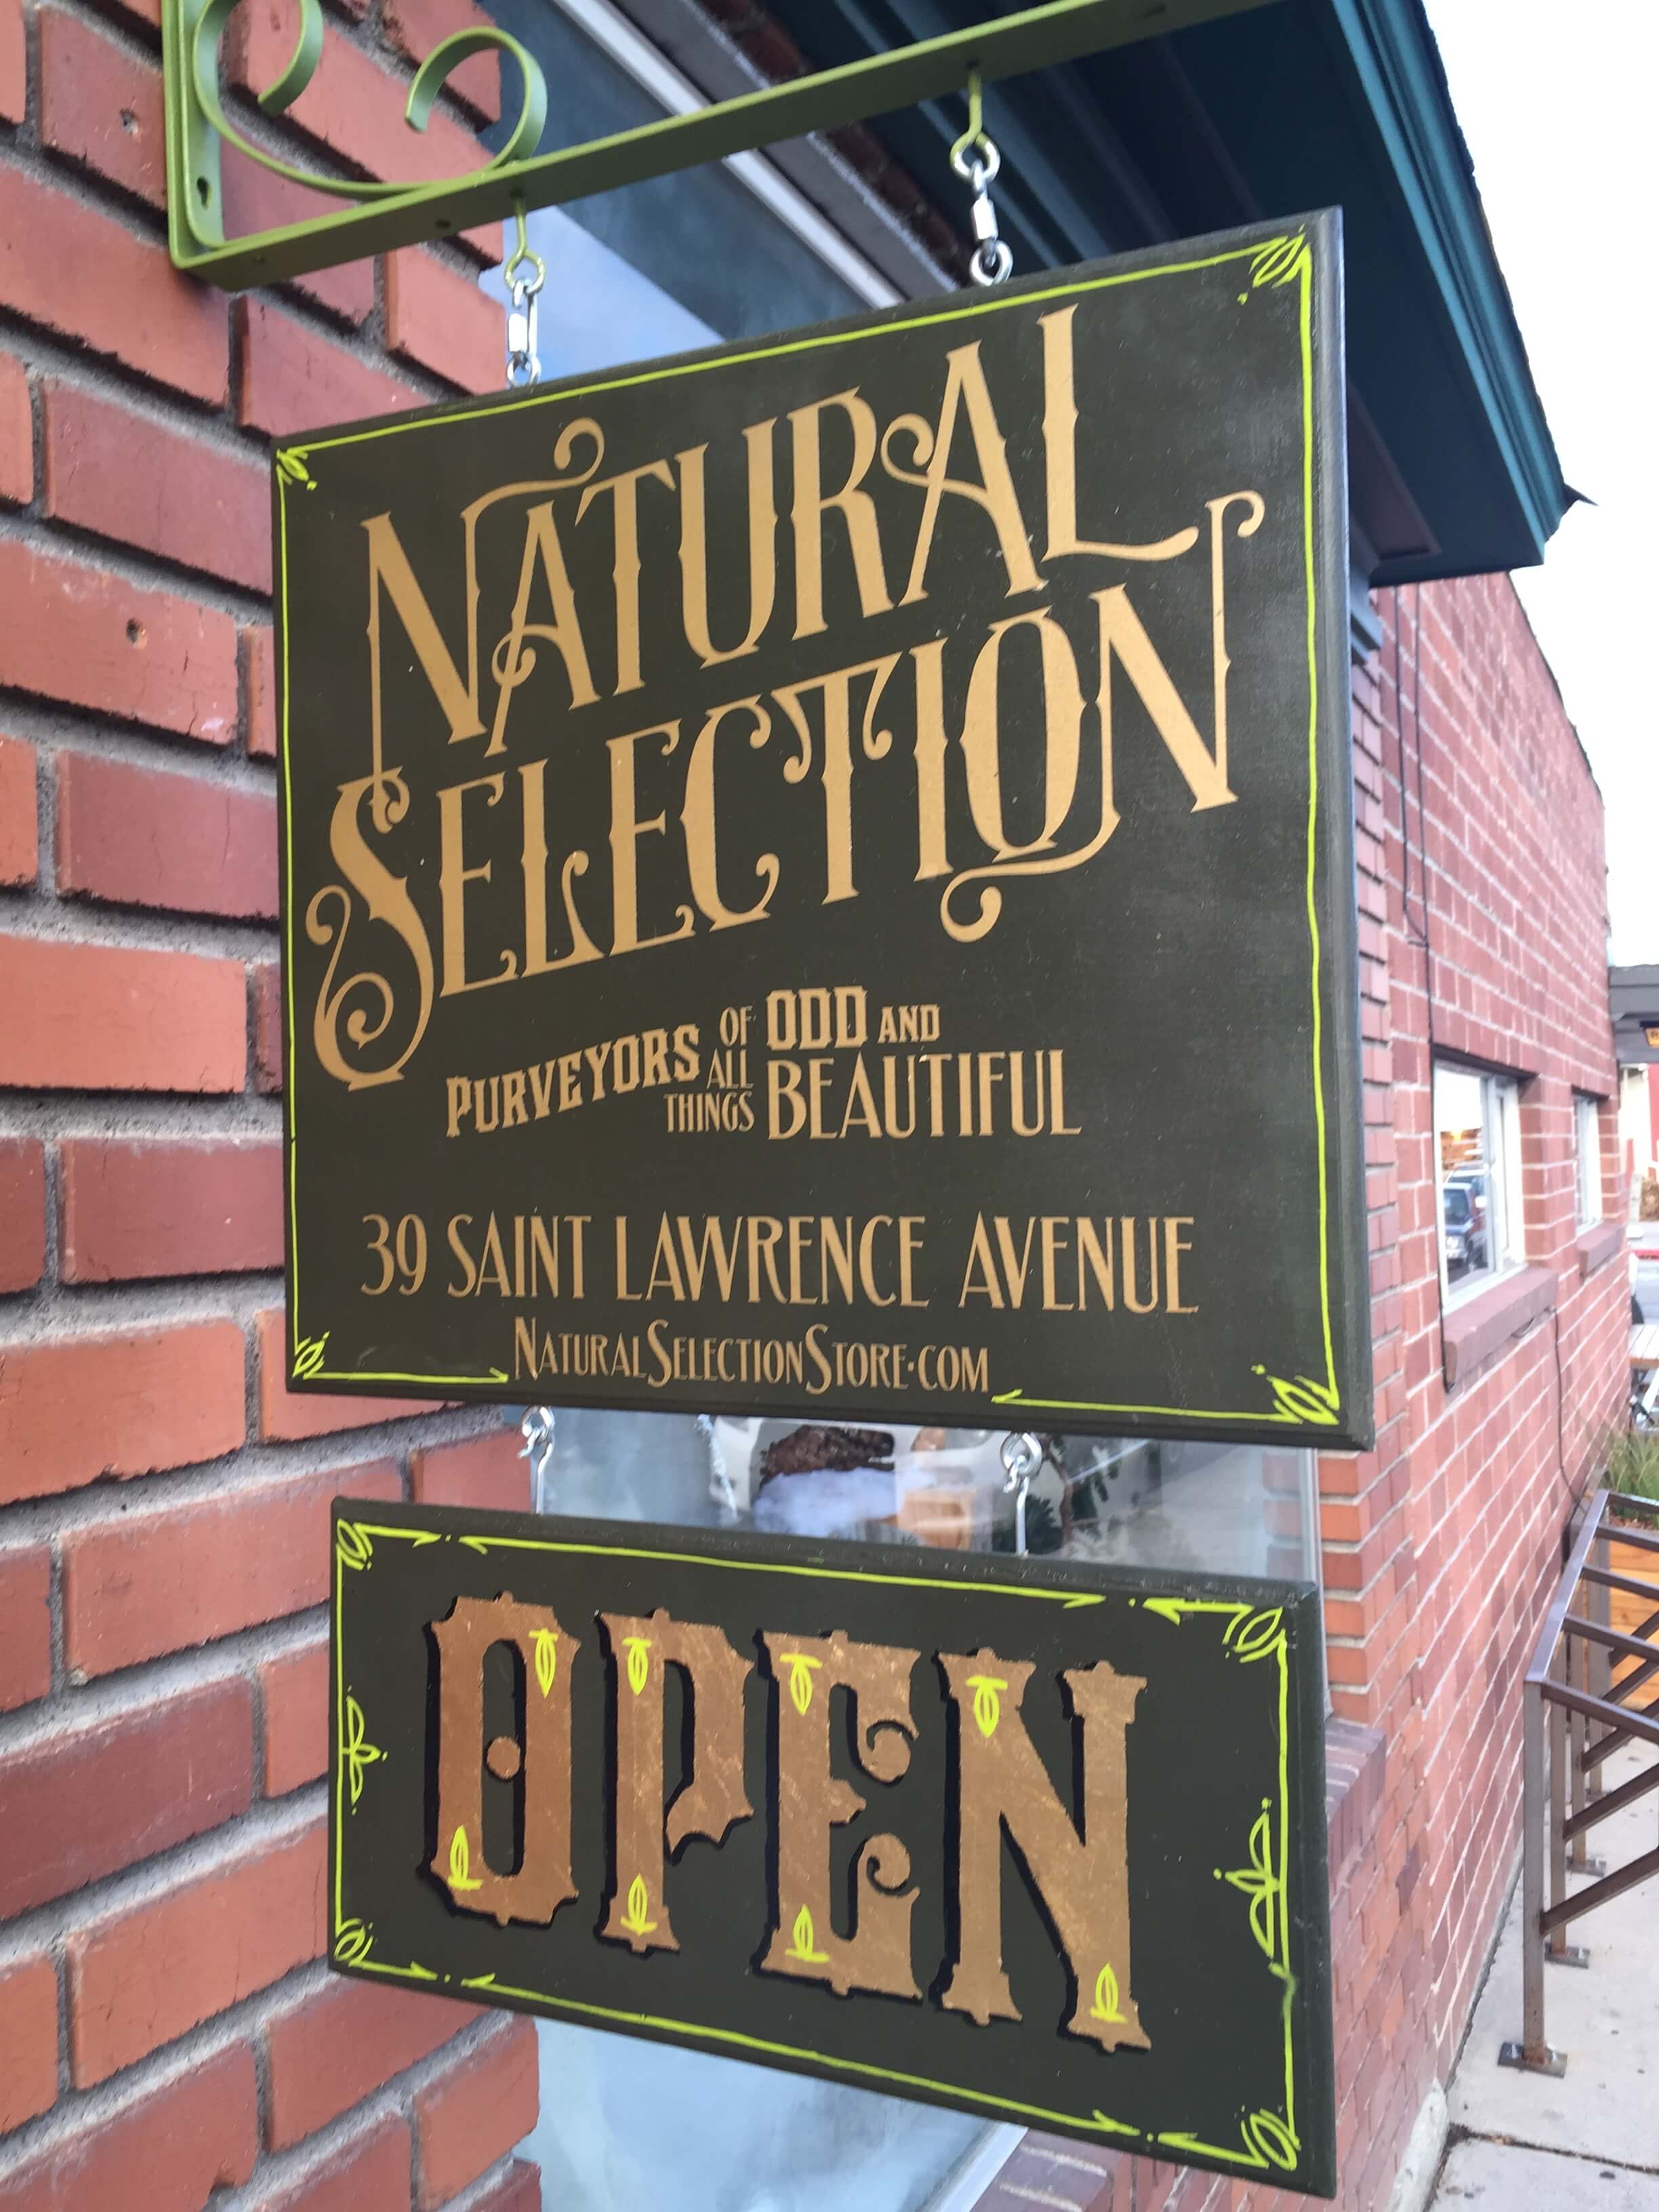 NATURAL
SELECTION
PURVEYORS OF ALL THINGS ODD AND BEAUTIFUL
39 SAINT LAWRENCE AVENUE
NATURALSELECTIONSTORE·COM
OPEN